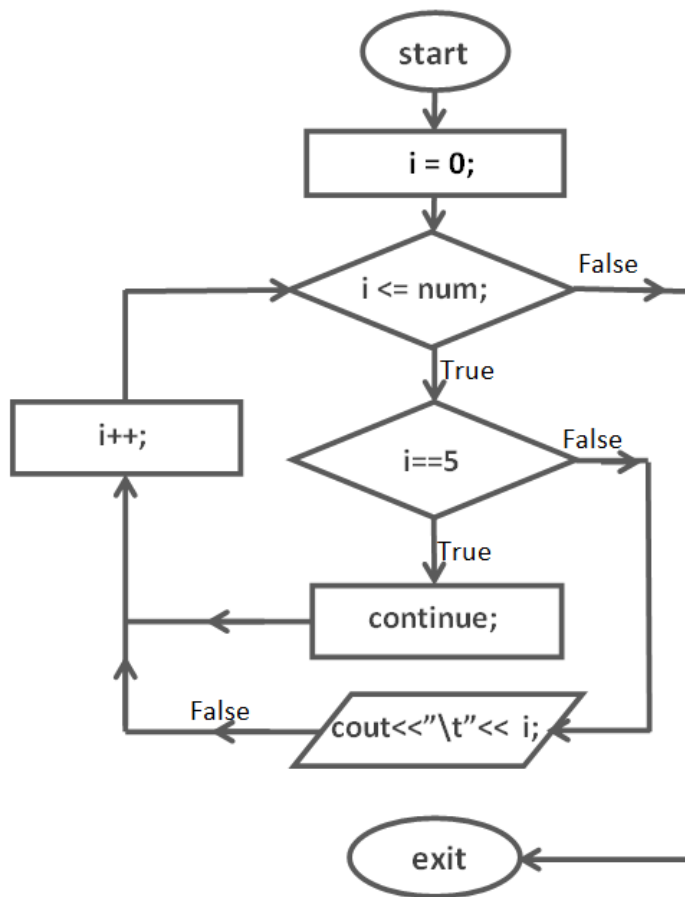 start
i = 0;
False
i <= num;
True
i++;
False
i==5
True
continue;
False
cout<<”\t”<< i;
exit